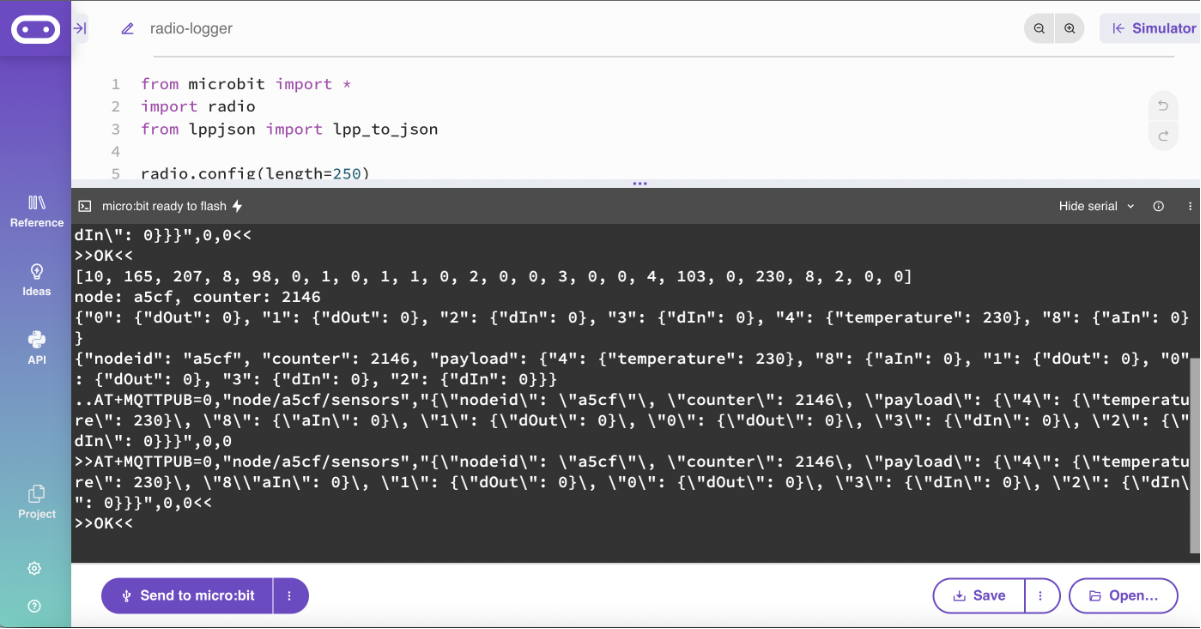 radio-logger
Simulator
1 from microbit import *
2 import radio
3 from lppjson import lpp_to_json
4
5 radio.config(length=250)
Reference
Ideas
API
Project
micro:bit ready to flash
Hide serial
dIn\": 0}}}",0,0<<
>>OK<<
[10, 165, 207, 8, 98, 0, 1, 0, 1, 1, 0, 2, 0, 0, 3, 0, 0, 4, 103, 0, 230, 8, 2, 0, 0]
node: a5cf, counter: 2146
{"0": {"dOut": 0}, "1": {"dOut": 0}, "2": {"dIn": 0}, "3": {"dIn": 0}, "4": {"temperature": 230}, "8": {"aIn": 0}
}
{"nodeid": "a5cf", "counter": 2146, "payload": {"4": {"temperature": 230}, "8": {"aIn": 0}, "1": {"dOut": 0}, "0"
: {"dOut": 0}, "3": {"dIn": 0}, "2": {"dIn": 0}}}
..AT+MQTTPUB=0,"node/a5cf/sensors","{\"nodeid\": \"a5cf\"\, \"counter\": 2146\, \"payload\": {\"4\": {\"temperatu
re\": 230}\, \"8\": {\"aIn\": 0}\, \"1\": {\"dOut\": 0}\, \"0\": {\"dOut\": 0}\, \"3\": {\"dIn\": 0}\, \"2\": {\"
dIn\": 0}}}",0,0
>>AT+MQTTPUB=0,"node/a5cf/sensors","{\"nodeid\": \"a5cf\"\, \"counter\": 2146\, \"payload\": {\"4\": {\"temperatu
re\": 230}\, \"8\\"aIn\": 0}\, \"1\": {\"dOut\": 0}\, \"0\": {\"dOut\": 0}\, \"3\": {\"dIn\": 0}\, \"2\": {\"dIn\
": 0}}}",0,0<<
>>OK<<
Send to micro:bit
Save
Open...